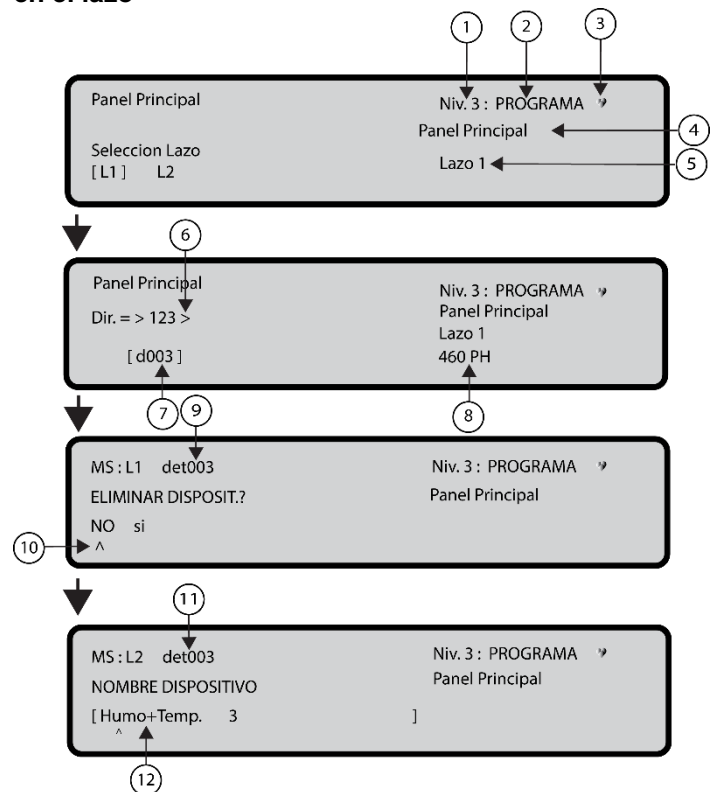 en el lazo
1 2 3
Panel Principal Niv. 3 : PROGRAMA
Panel Principal 4
Seleccion Lazo Lazo 1 5
[ L1 ] L2
6
Panel Principal Niv. 3 : PROGRAMA
Panel Principal
Dir. = > 123 >
Lazo 1
[ d003 ] 460 PH
7 9 8
MS : L1 det003 Niv. 3 : PROGRAMA
ELIMINAR DISPOSIT.? Panel Principal
NO si
10 ^
11
MS : L2 det003 Niv. 3 : PROGRAMA
Panel Principal
NOMBRE DISPOSITIVO
[ Humo+Temp. 3 ]
^
12